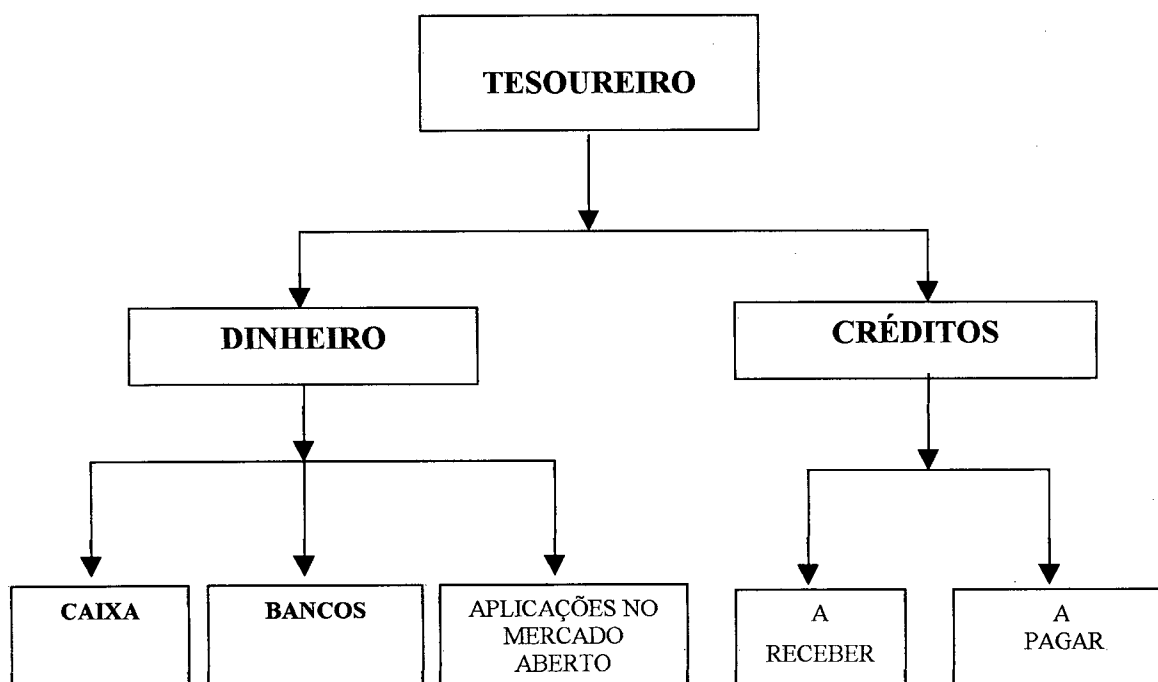 TESOUREIRO
DINHEIRO
CRÉDITOS
CAIXA
BANCOS
APLICAÇÕES NO
MERCADO
ABERTO
A
RECEBER
A
PAGAR